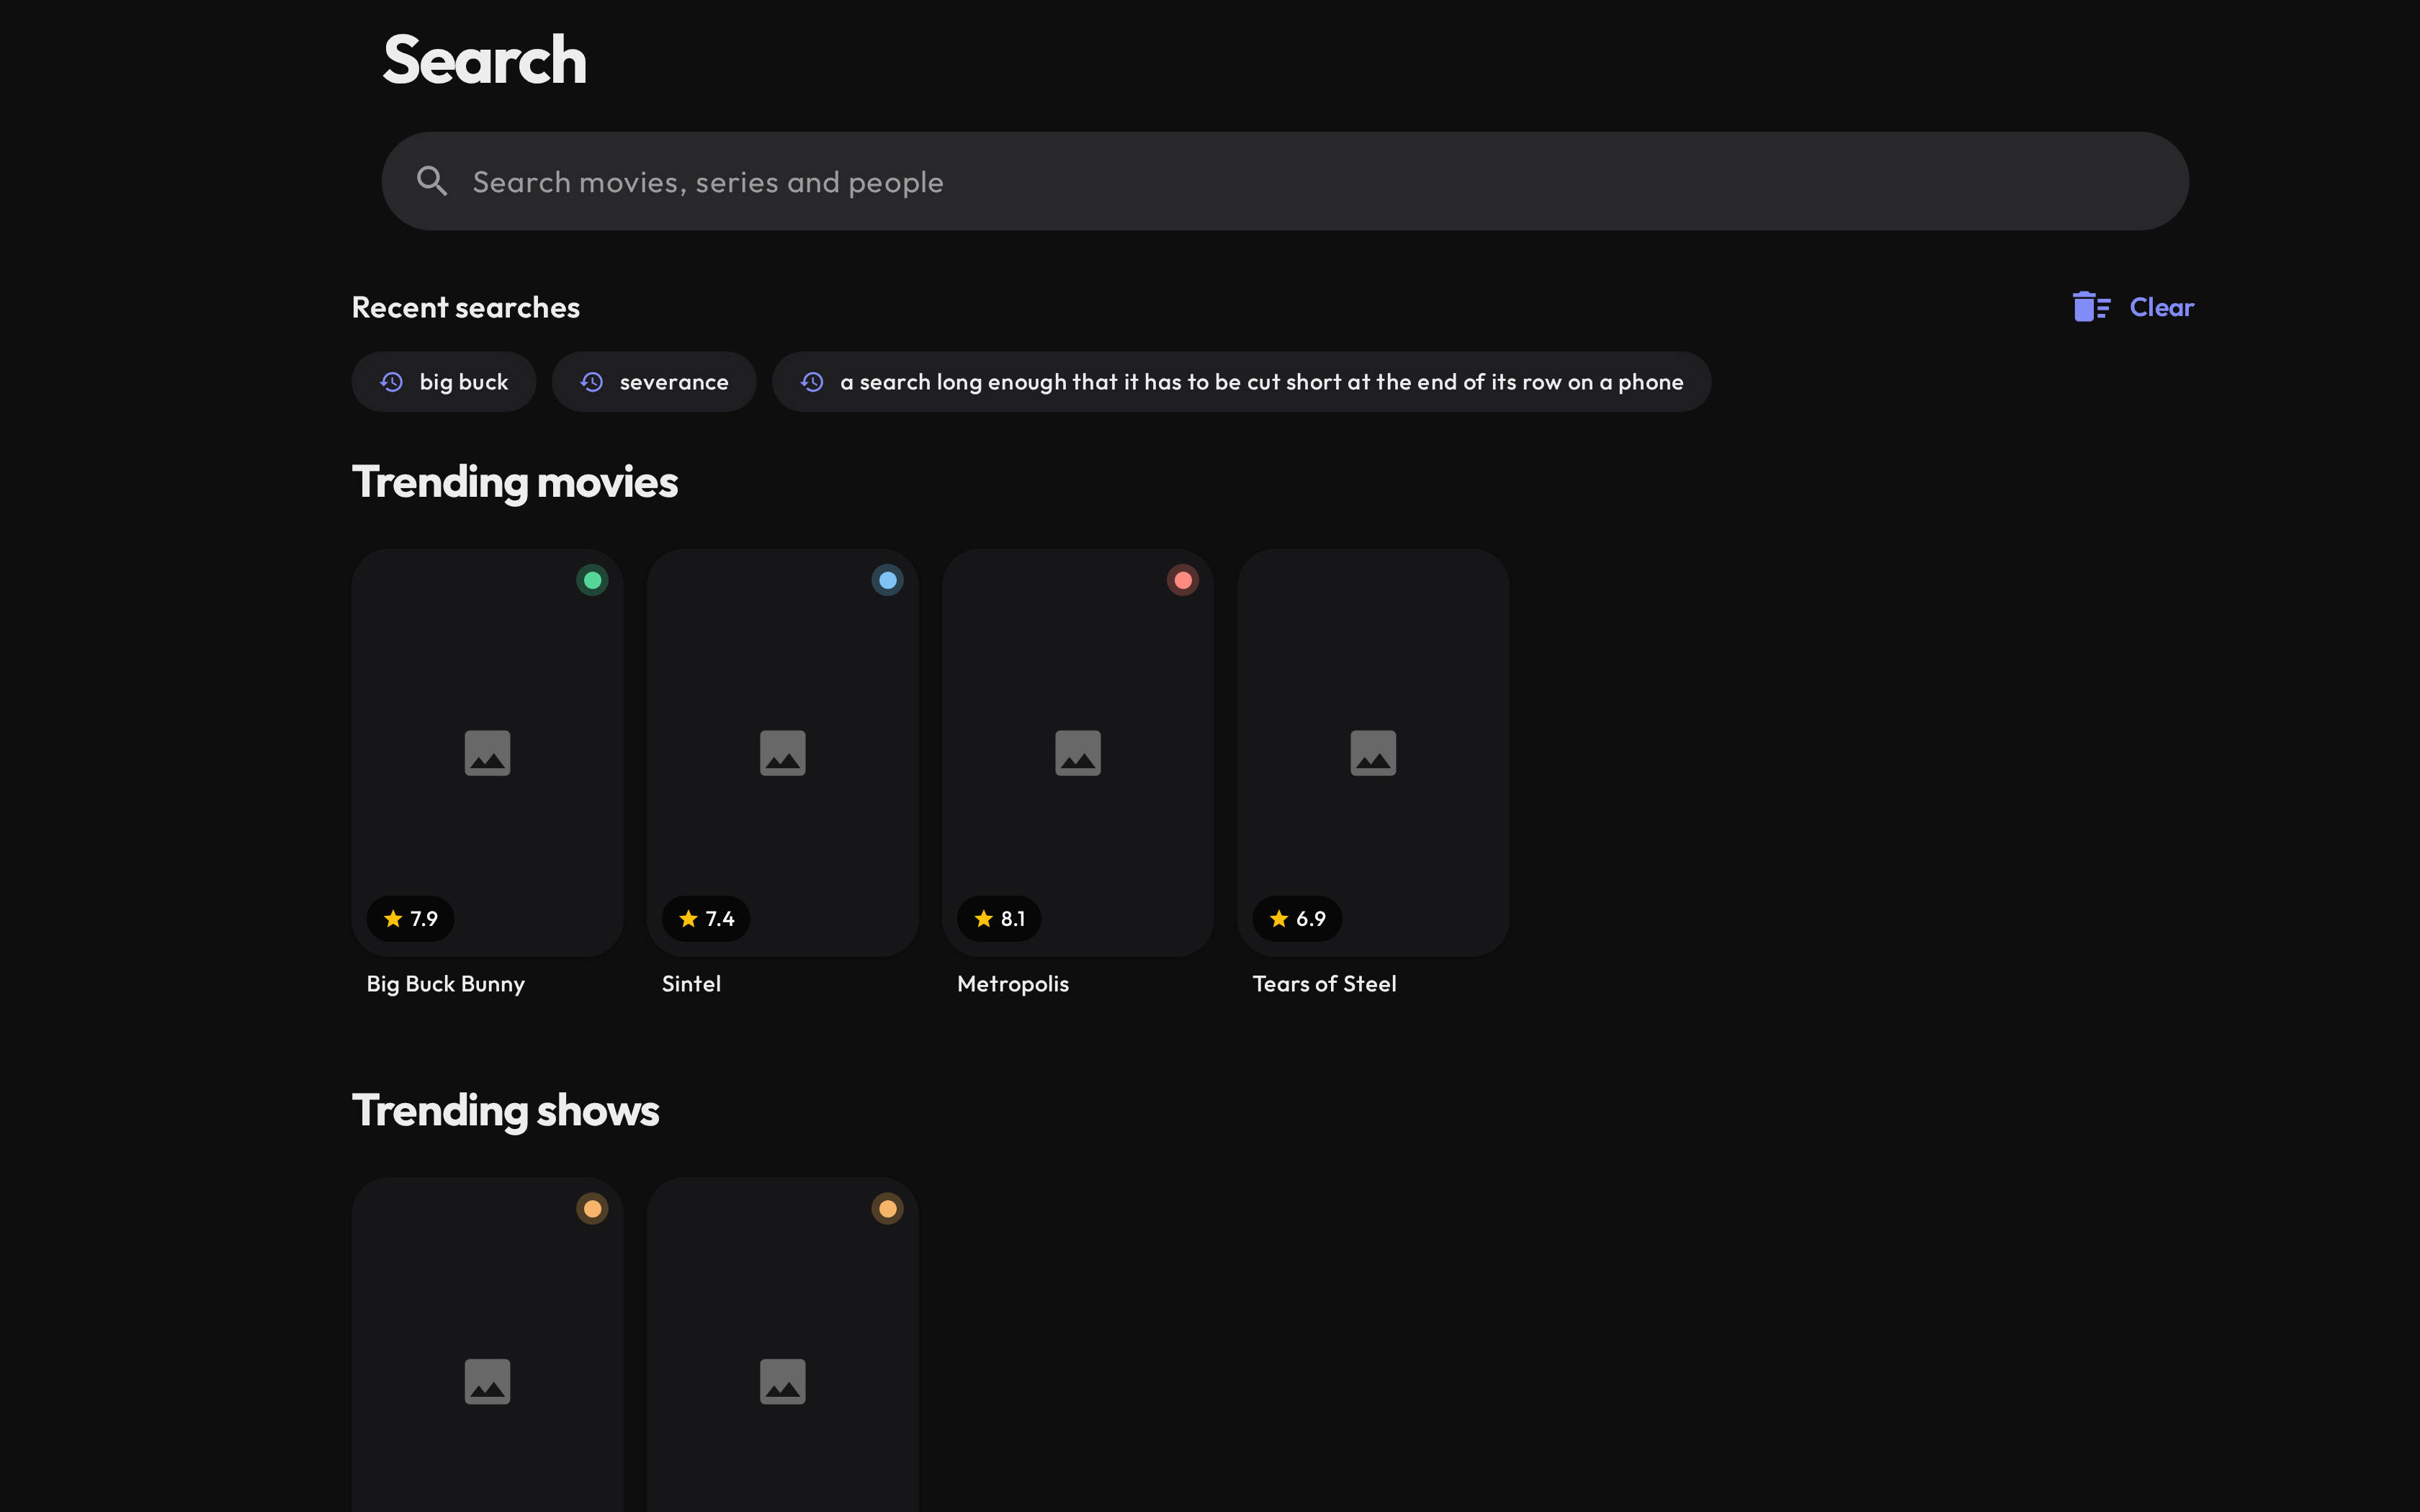 Search
Search movies, series and people
Recent searches
Clear
big buck
severance
a search long enough that it has to be cut short at the end of its row on a phone
Trending movies
7.9
7.4
8.1
6.9
Big Buck Bunny
Sintel
Metropolis
Tears of Steel
Trending shows